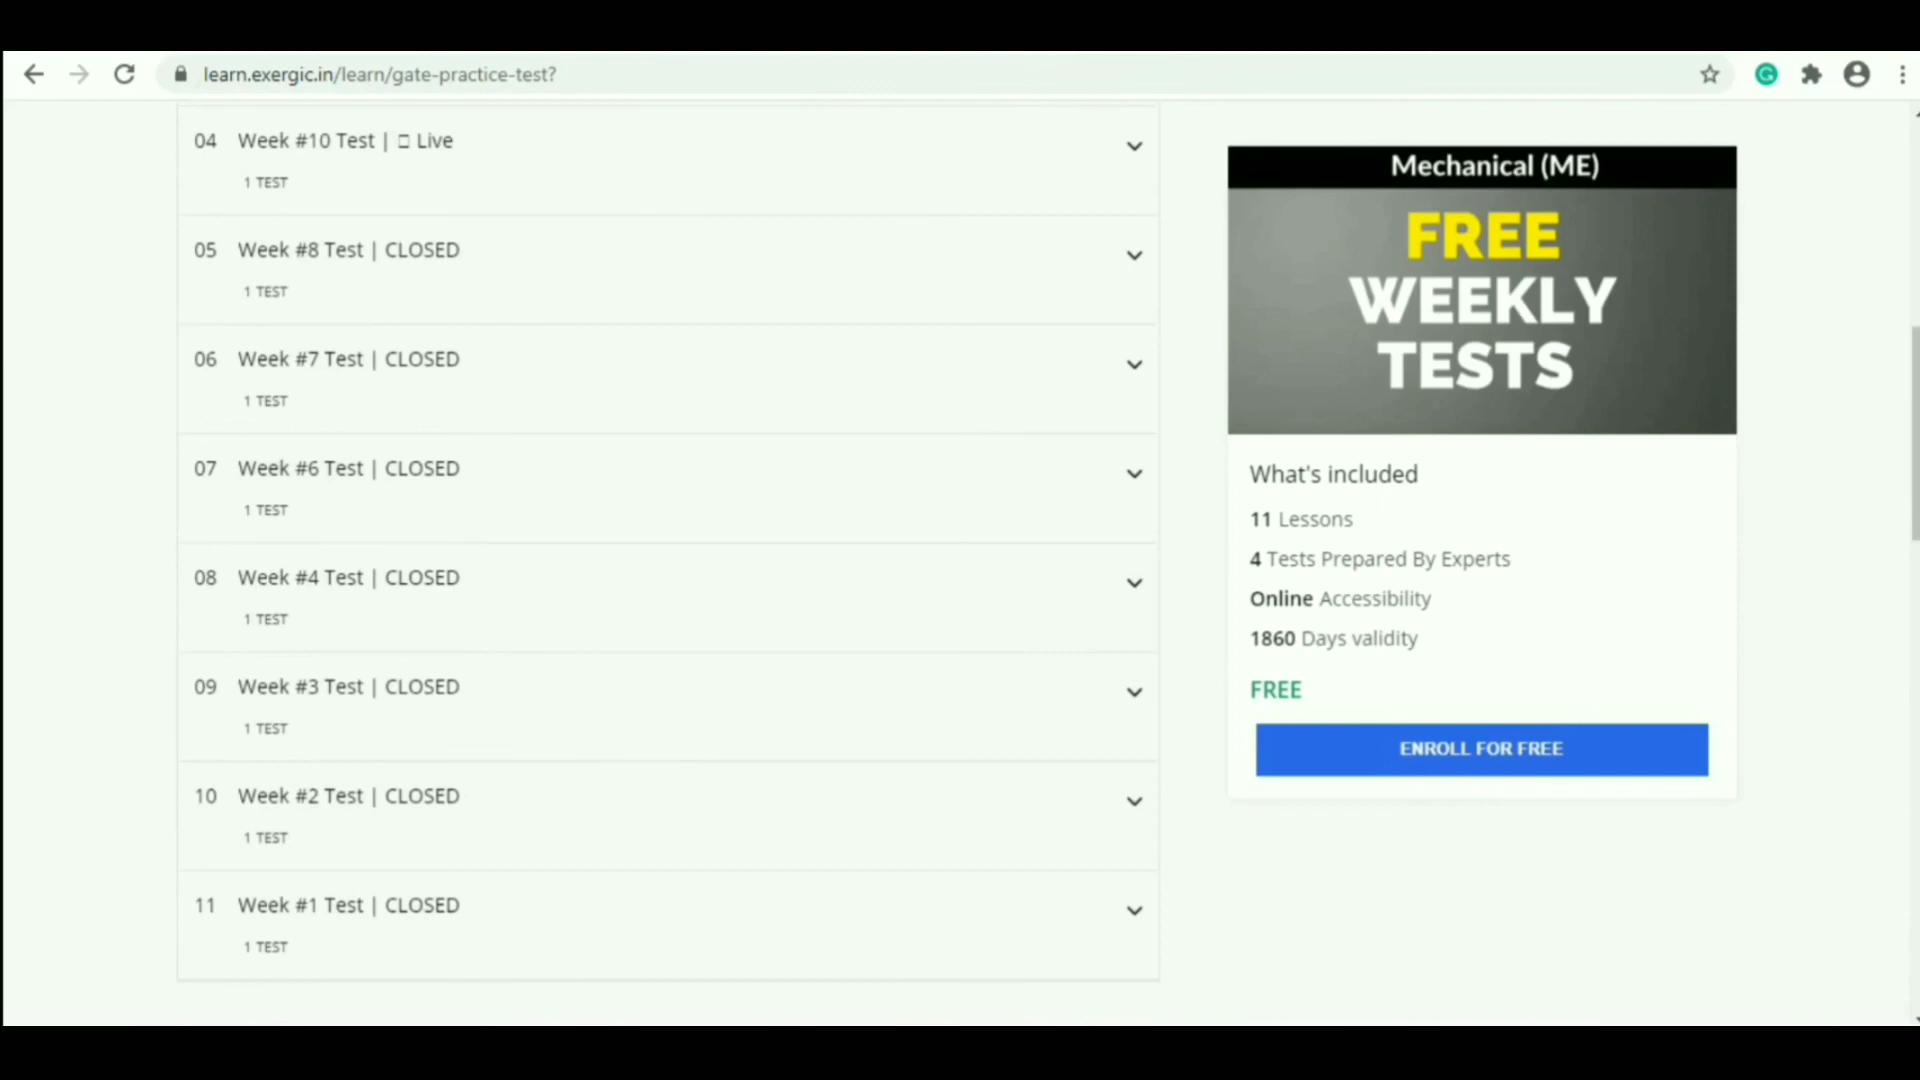 learn.exergic.in/learn/gate-practice-test?
04 Week #10 Test | Live
1 TEST
05 Week #8 Test | CLOSED
1 TEST
06 Week #7 Test | CLOSED
1 TEST
07 Week #6 Test | CLOSED
1 TEST
08 Week #4 Test | CLOSED
1 TEST
09 Week #3 Test | CLOSED
1 TEST
10 Week #2 Test | CLOSED
1 TEST
11 Week #1 Test | CLOSED
1 TEST
Mechanical (ME)
FREE
WEEKLY
TESTS
What's included
11 Lessons
4 Tests Prepared By Experts
Online Accessibility
1860 Days validity
FREE
ENROLL FOR FREE